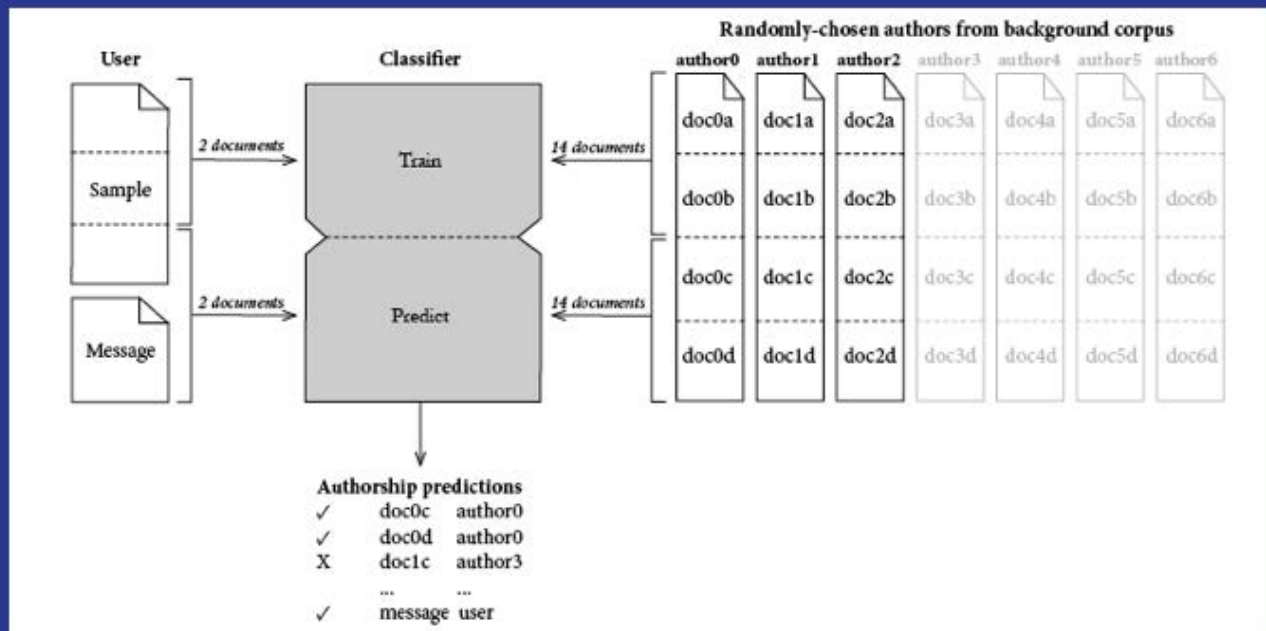 Randomly-chosen authors from background corpus
User
Classifier
author0 author1 author2 author3 author4 author5 author6
2 documents
Train
14 documents
doc0a doc1a doc2a doc3a doc4a doc5a doc6a
Sample
doc0b doc1b doc2b doc3b doc4b doc5b doc6b
doc0c doc1c doc2c doc3c doc4c doc5c doc6c
2 documents
Predict
14 documents
Message
doc0d doc1d doc2d doc3d doc4d doc5d doc6d
Authorship predictions
✓ doc0c author0
✓ doc0d author0
X doc1c author3
... ...
✓ message user